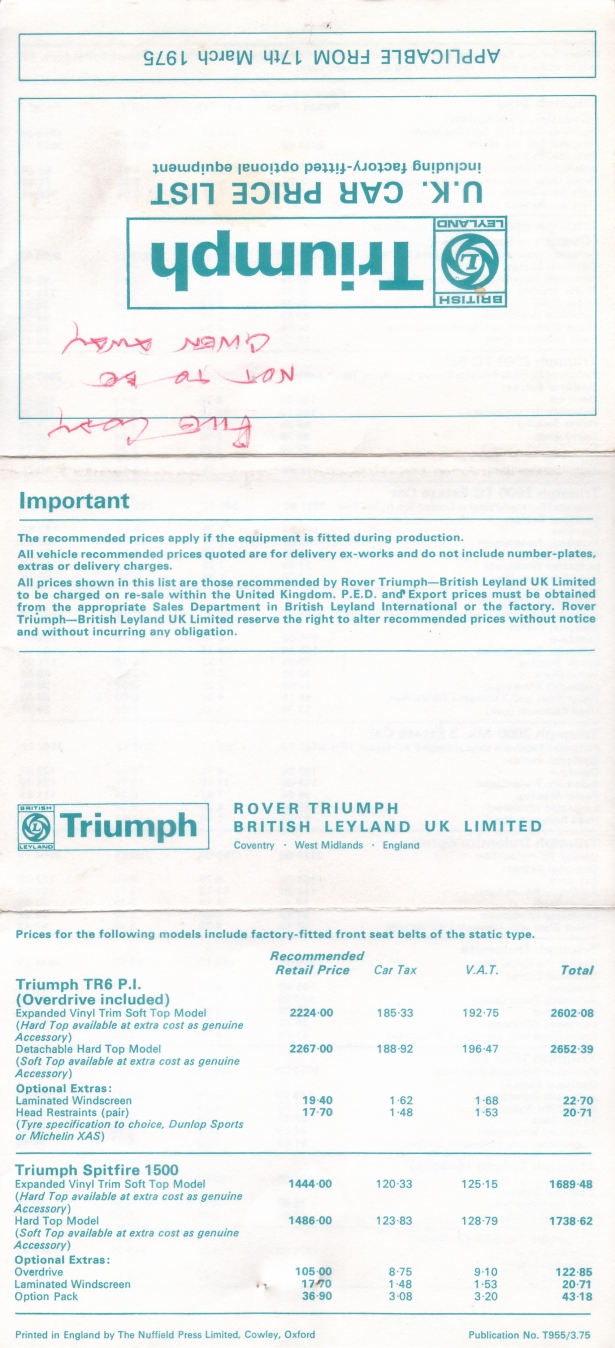 APPLICABLE FROM 17th March 1975
U.K. CAR PRICE LIST
including factory-fitted optional equipment
BRITISH
L
LEYLAND
Triumph
FILE COPY
NOT TO BE
GIVEN AWAY
Important
The recommended prices apply if the equipment is fitted during production.
All vehicle recommended prices quoted are for delivery ex-works and do not include number-plates,
extras or delivery charges.
All prices shown in this list are those recommended by Rover Triumph—British Leyland UK Limited
to be charged on re-sale within the United Kingdom. P.E.D. and Export prices must be obtained
from the appropriate Sales Department in British Leyland International or the factory. Rover
Triumph—British Leyland UK Limited reserve the right to alter recommended prices without notice
and without incurring any obligation.
BRITISH
L
LEYLAND
Triumph
ROVER TRIUMPH
BRITISH LEYLAND UK LIMITED
Coventry · West Midlands · England
Prices for the following models include factory-fitted front seat belts of the static type.
Recommended
Retail Price Car Tax V.A.T. Total
Triumph TR6 P.I.
(Overdrive included)
Expanded Vinyl Trim Soft Top Model 2224·00 185·33 192·75 2602·08
(Hard Top available at extra cost as genuine
Accessory)
Detachable Hard Top Model 2267·00 188·92 196·47 2652·39
(Soft Top available at extra cost as genuine
Accessory)
Optional Extras:
Laminated Windscreen 19·40 1·62 1·68 22·70
Head Restraints (pair) 17·70 1·48 1·53 20·71
(Tyre specification to choice, Dunlop Sports
or Michelin XAS)
Triumph Spitfire 1500
Expanded Vinyl Trim Soft Top Model 1444·00 120·33 125·15 1689·48
(Hard Top available at extra cost as genuine
Accessory)
Hard Top Model 1486·00 123·83 128·79 1738·62
(Soft Top available at extra cost as genuine
Accessory)
Optional Extras:
Overdrive 105·00 8·75 9·10 122·85
Laminated Windscreen 17·70 1·48 1·53 20·71
Option Pack 36·90 3·08 3·20 43·18
Printed in England by The Nuffield Press Limited, Cowley, Oxford Publication No. T955/3.75